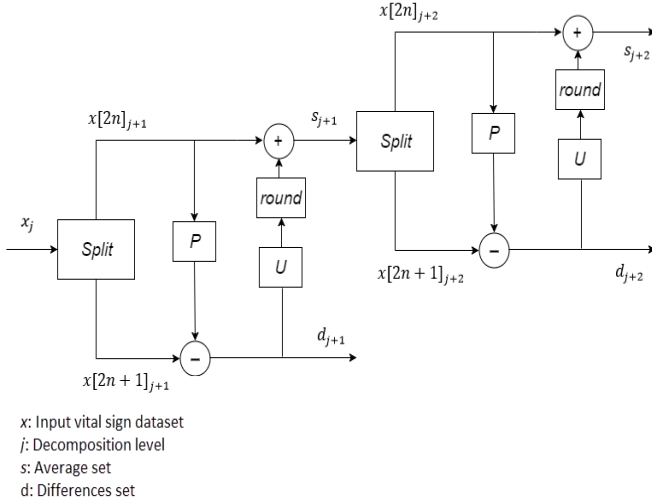 x[2n]j+2
+
sj+2
round
P
U
Split
−
x[2n + 1]j+2
dj+2
x[2n]j+1
+
sj+1
round
xj
Split
P
U
−
dj+1
x[2n + 1]j+1
x: Input vital sign dataset
j: Decomposition level
s: Average set
d: Differences set